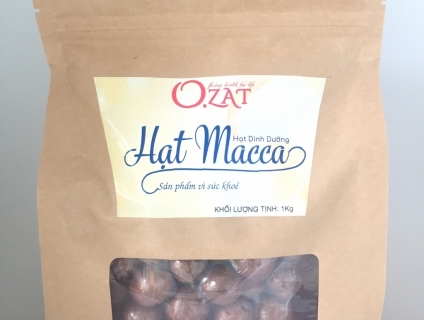 O.ZAT
Hạt Dinh Dưỡng
Hạt Macca
Sản phẩm vì sức khoẻ
KHỐI LƯỢNG TỊNH: 1Kg